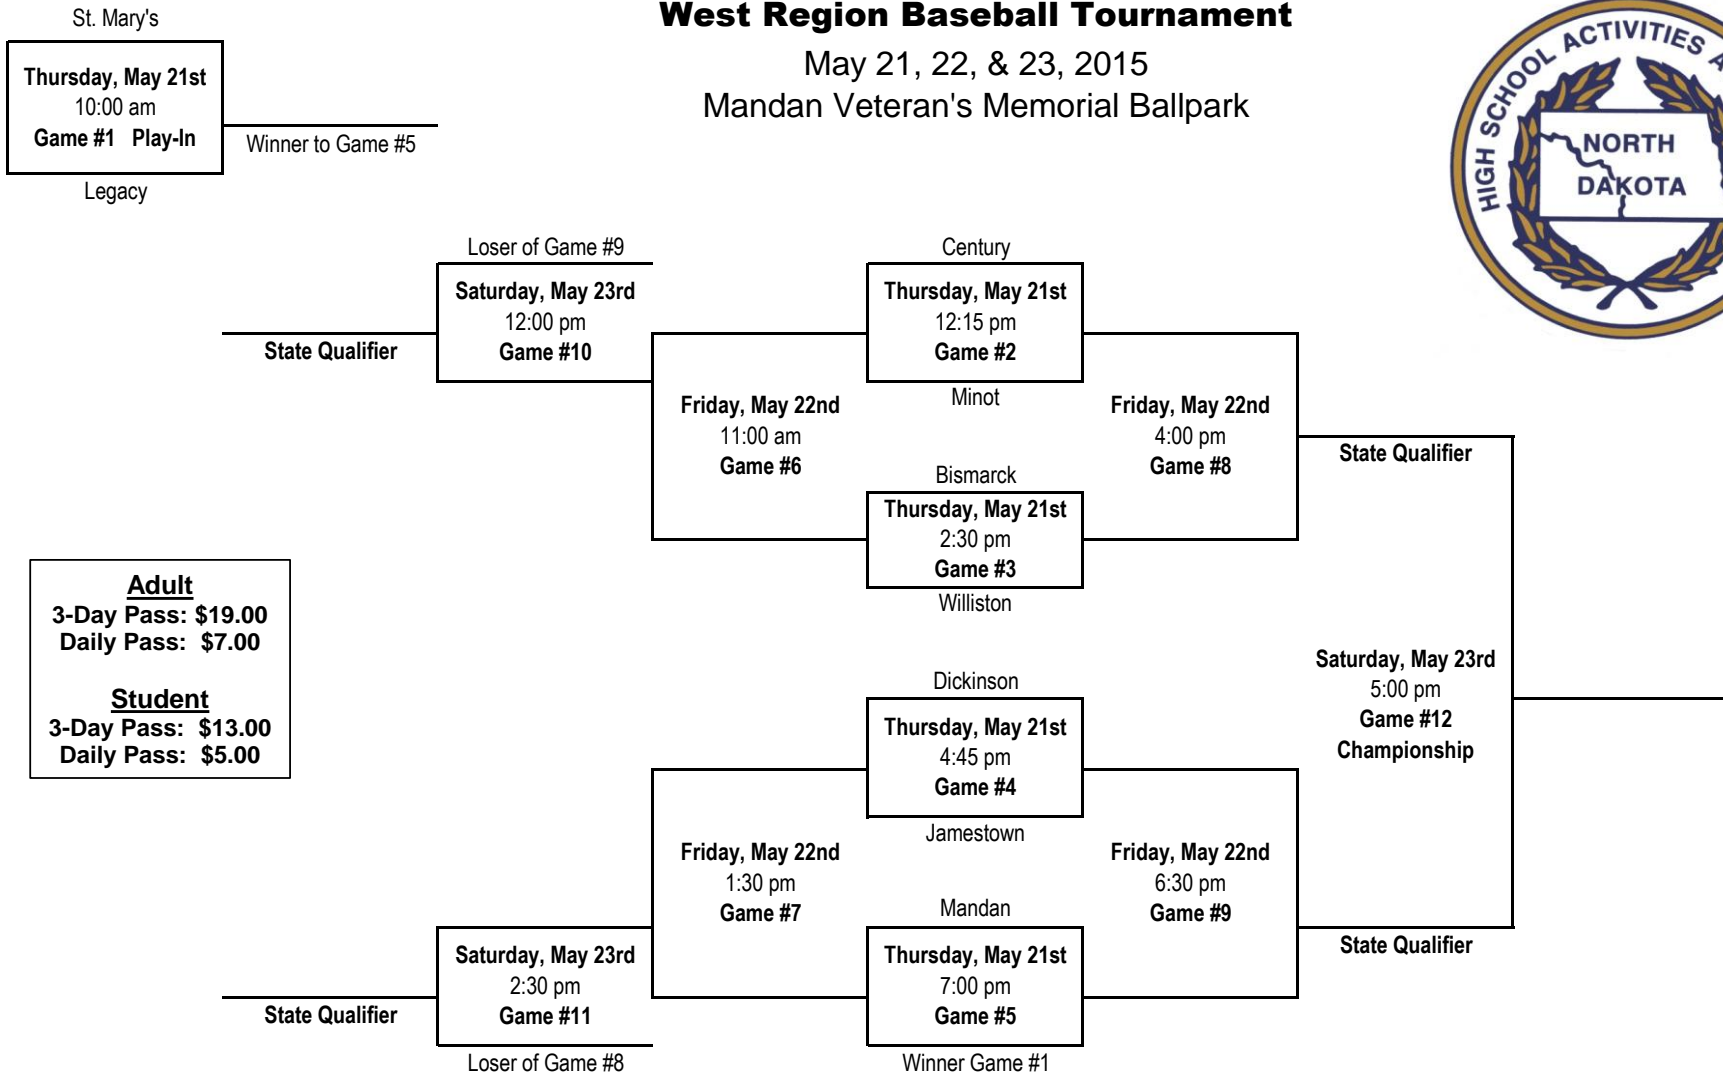 West Region Baseball Tournament
May 21, 22, & 23, 2015
Mandan Veteran's Memorial Ballpark
St. Mary's
Thursday, May 21st
10:00 am
Game #1 Play-In
Winner to Game #5
Legacy
HIGH SCHOOL ACTIVITIES A
NORTH
DAKOTA
Loser of Game #9
Saturday, May 23rd
12:00 pm
Game #10
State Qualifier
Friday, May 22nd
11:00 am
Game #6
Century
Thursday, May 21st
12:15 pm
Game #2
Minot
Bismarck
Thursday, May 21st
2:30 pm
Game #3
Williston
Friday, May 22nd
4:00 pm
Game #8
State Qualifier
Adult
3-Day Pass: $19.00
Daily Pass: $7.00
Student
3-Day Pass: $13.00
Daily Pass: $5.00
Saturday, May 23rd
5:00 pm
Game #12
Championship
Dickinson
Thursday, May 21st
4:45 pm
Game #4
Jamestown
Friday, May 22nd
1:30 pm
Game #7
Mandan
Thursday, May 21st
7:00 pm
Game #5
Winner Game #1
Friday, May 22nd
6:30 pm
Game #9
State Qualifier
Saturday, May 23rd
2:30 pm
Game #11
State Qualifier
Loser of Game #8